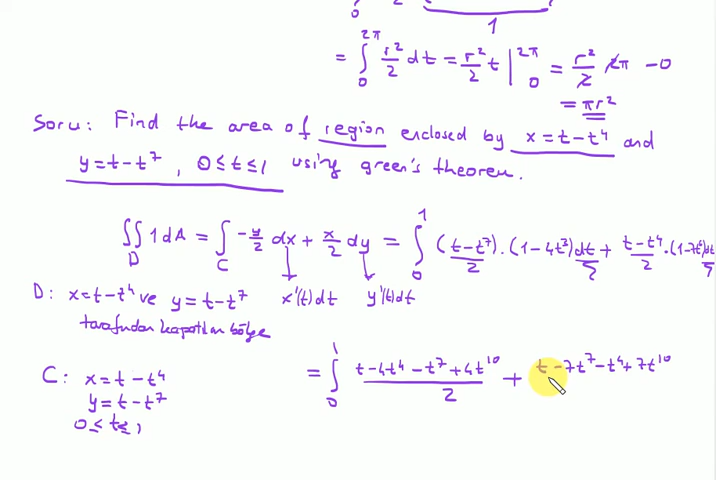 0 2 1
= ∫₀^{2π} r²/2 dt = r²/2 t |₀^{2π} = r²/2 2π - 0
= πr²
Soru: Find the area of region enclosed by x = t - t⁴ and
y = t - t⁷, 0 ≤ t ≤ 1 using green's theorem.
∬_D 1 dA = ∫_C -y/2 dx + x/2 dy = ∫₀¹ (t - t⁷)/2 . (1 - 4t³)dt + t - t⁴/2 . (1 - 7t⁶)dt
D: x = t - t⁴ ve y = t - t⁷ x'(t)dt y'(t)dt
tarafından kapatılan bölge
C: x = t - t⁴
y = t - t⁷
0 ≤ t ≤ 1
= ∫₀¹ t - 4t⁴ - t⁷ + 4t¹⁰/2 + t - 7t⁷ - t⁴ + 7t¹⁰